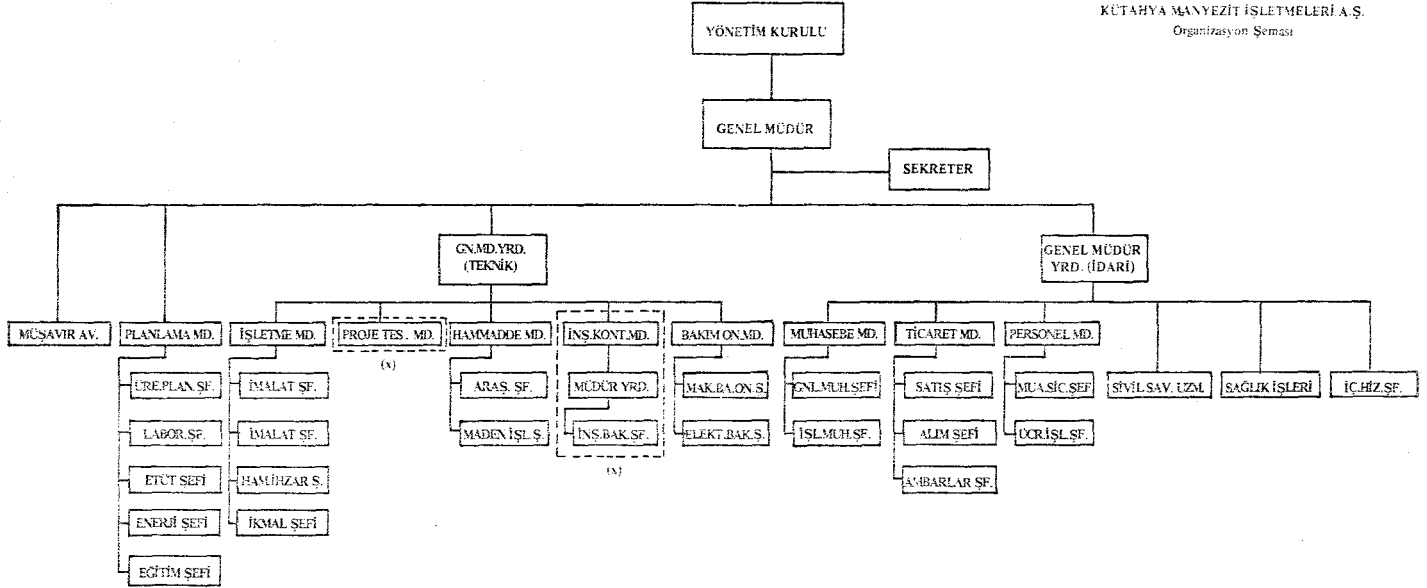 KÜTAHYA MANYEZİT İŞLETMELERİ A.Ş.
Organizasyon Şeması
YÖNETİM KURULU
GENEL MÜDÜR
SEKRETER
GN.MD.YRD.
(TEKNİK)
GENEL MÜDÜR
YRD. (İDARİ)
MÜŞAVİR AV.
PLANLAMA MD.
İŞLETME MD.
PROJE TES. MD.
HAMMADDE MD.
İNŞ.KONT.MD.
BAKIM ON.MD.
MUHASEBE MD.
TİCARET MD.
PERSONEL MD.
(x)
ÜRE.PLAN.ŞF.
İMALAT ŞF.
ARAŞ. ŞF.
MÜDÜR YRD.
MAK.BA.ON.Ş.
GNL.MUH.ŞEFİ
SATIŞ ŞEFİ
MUA.SİC.ŞEF
SİVİL SAV. UZM.
SAĞLIK İŞLERİ
İÇ.HİZ.ŞF.
LABOR.ŞF.
İMALAT ŞF.
MADEN İŞL.Ş.
İNŞ.BAK.ŞF.
ELEKT.BAK.Ş.
İŞL.MUH.ŞF.
ALIM ŞEFİ
ÜCR.İŞL.ŞF.
(x)
ETÜT ŞEFİ
HAM.İHZAR Ş.
AMBARLAR ŞF.
ENERJİ ŞEFİ
İKMAL ŞEFİ
EĞİTİM ŞEFİ